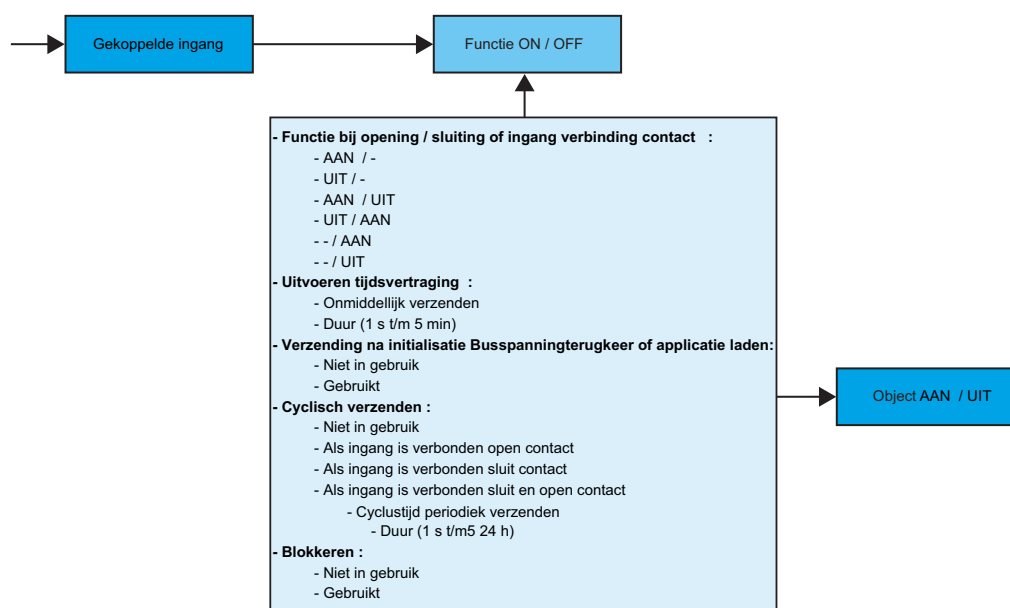 Gekoppelde ingang
Functie ON / OFF
- Functie bij opening / sluiting of ingang verbinding contact :
- AAN / -
- UIT / -
- AAN / UIT
- UIT / AAN
- - / AAN
- - / UIT
- Uitvoeren tijdsvertraging :
- Onmiddellijk verzenden
- Duur (1 s t/m 5 min)
- Verzending na initialisatie Busspanningterugkeer of applicatie laden:
- Niet in gebruik
- Gebruikt
- Cyclisch verzenden :
- Niet in gebruik
- Als ingang is verbonden open contact
- Als ingang is verbonden sluit contact
- Als ingang is verbonden sluit en open contact
- Cyclustijd periodiek verzenden
- Duur (1 s t/m5 24 h)
- Blokkeren :
- Niet in gebruik
- Gebruikt
Object AAN / UIT